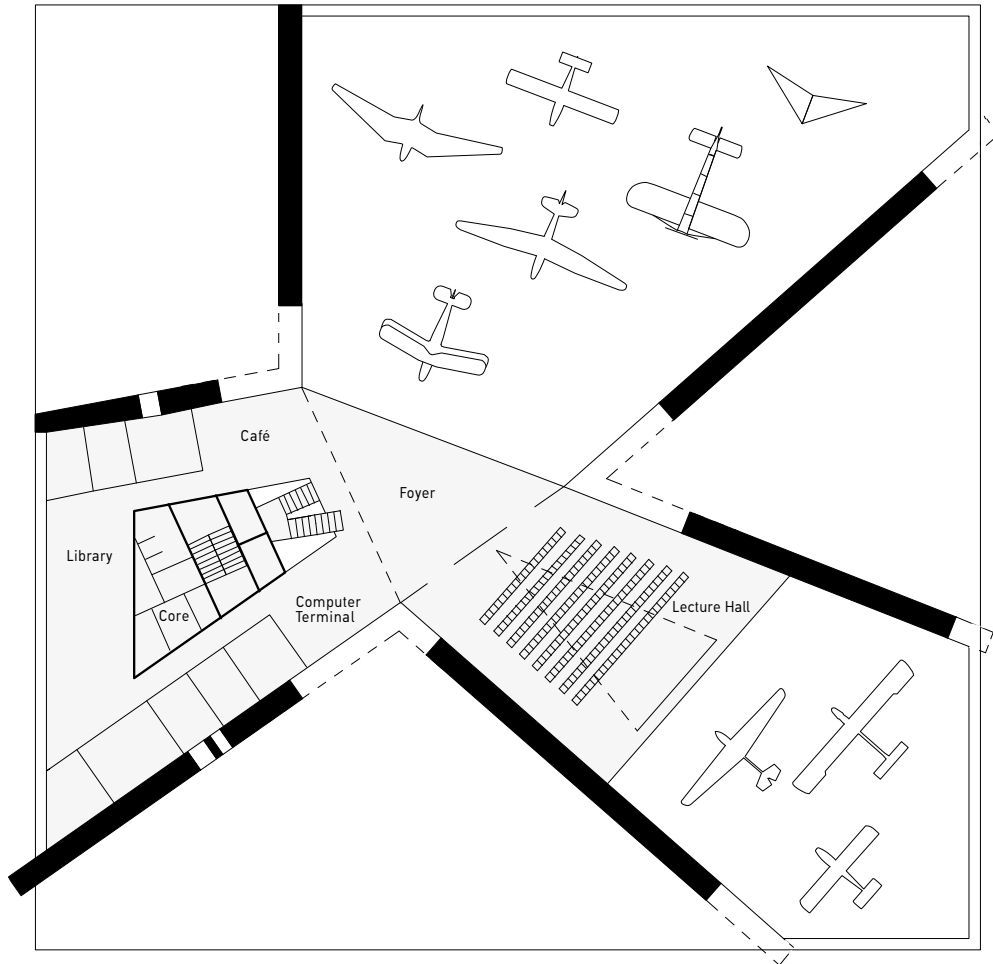 Café
Foyer
Library
Core
Computer
Terminal
Lecture Hall